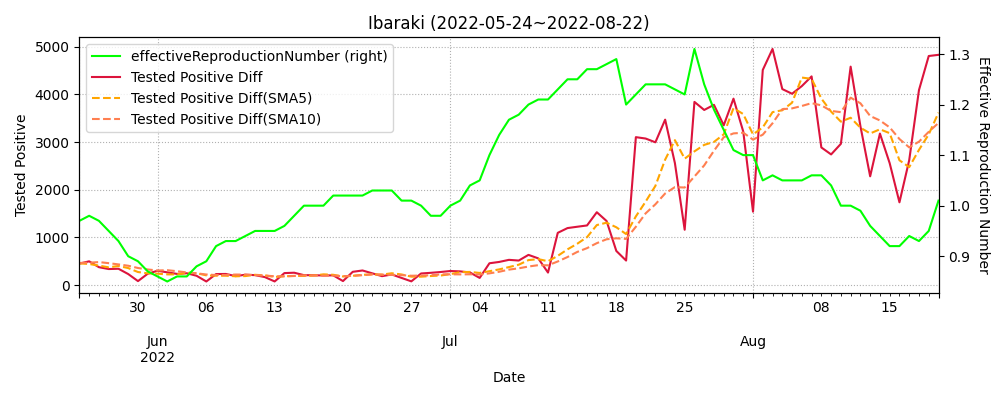 Ibaraki (2022-05-24~2022-08-22)
effectiveReproductionNumber (right)
Tested Positive Diff
Tested Positive Diff(SMA5)
Tested Positive Diff(SMA10)
Tested Positive
5000
4000
3000
2000
1000
0
Effective Reproduction Number
1.3
1.2
1.1
1.0
0.9
30 06 13 20 27 04 11 18 25 08 15
Jun Jul Aug
2022
Date